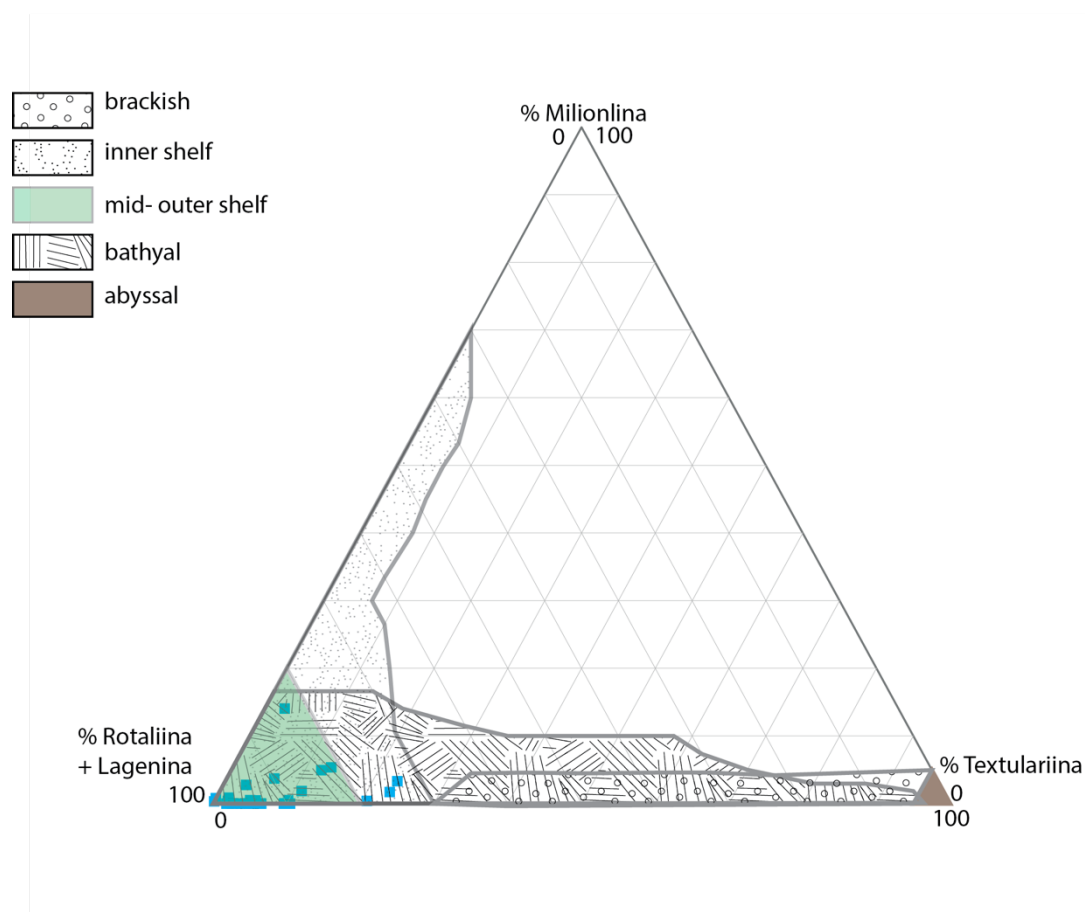 brackish
inner shelf
mid- outer shelf
bathyal
abyssal
% Milionlina
0 100
% Rotaliina
+ Lagenina
100
0
% Textulariina
0
100